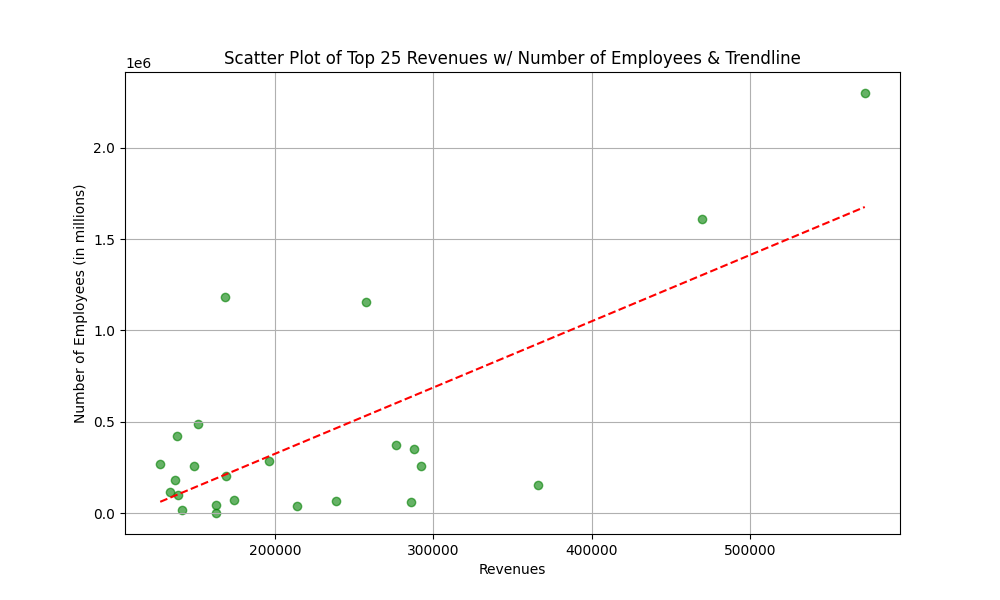 Scatter Plot of Top 25 Revenues w/ Number of Employees & Trendline
1e6
2.0
1.5
1.0
0.5
0.0
Number of Employees (in millions)
200000 300000 400000 500000
Revenues